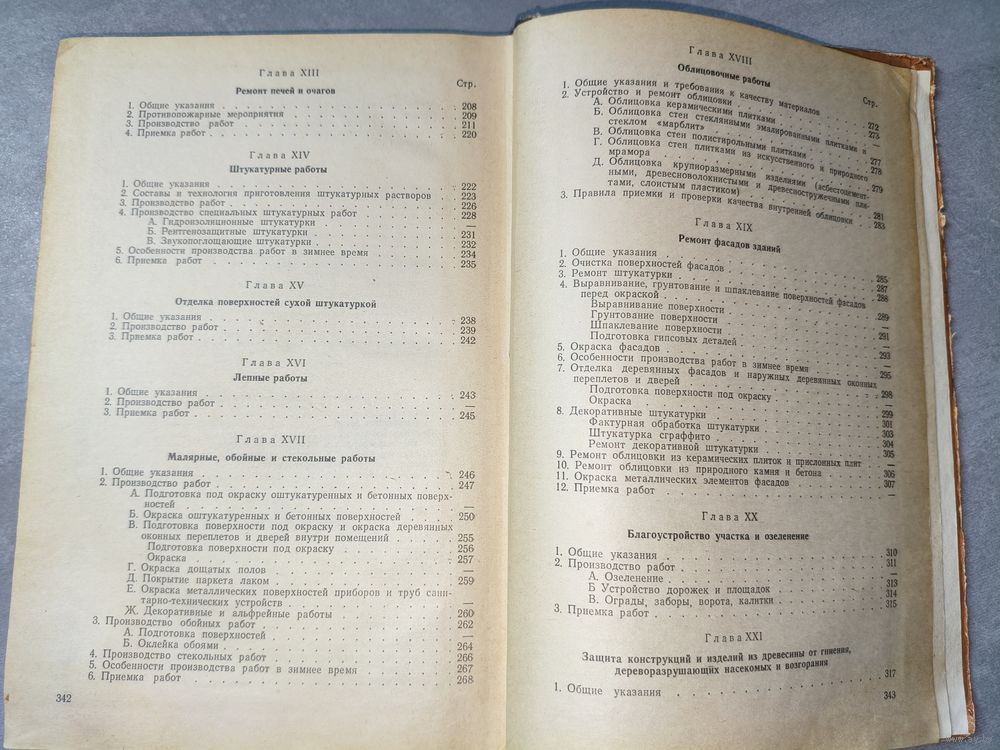 Глава XIII
Стр.
Ремонт печей и очагов
1. Общие указания . . . 208
2. Противопожарные мероприятия . . . 209
3. Производство работ . . . 211
4. Приемка работ . . . 220
Глава XIV
Штукатурные работы
1. Общие указания . . . 222
2. Составы и технология приготовления штукатурных растворов 223
3. Производство работ . . . 226
4. Производство специальных штукатурных работ . . . 228
А. Гидроизоляционные штукатурки . . . —
Б. Рентгенозащитные штукатурки . . . 231
В. Звукопоглощающие штукатурки . . . 232
5. Особенности производства работ в зимнее время . . . 234
6. Приемка работ . . . 235
Глава XV
Отделка поверхностей сухой штукатуркой
1. Общие указания . . . 238
2. Производство работ . . . 239
3. Приемка работ . . . 242
Глава XVI
Лепные работы
1. Общие указания . . . 243
2. Производство работ . . . —
3. Приемка работ . . . 245
Глава XVII
Малярные, обойные и стекольные работы
1. Общие указания . . . 246
2. Производство работ . . . 247
А. Подготовка под окраску оштукатуренных и бетонных поверх-
ностей . . . —
Б. Окраска оштукатуренных и бетонных поверхностей . . . 250
В. Подготовка поверхности под окраску и окраска деревянных
оконных переплетов и дверей внутри помещений . . . 255
Подготовка поверхности под окраску . . . 256
Окраска . . . 257
Г. Окраска дощатых полов . . . —
Д. Покрытие паркета лаком . . . 259
Е. Окраска металлических поверхностей приборов и труб сани-
тарно-технических устройств . . . —
Ж. Декоративные и альфрейные работы . . . 260
3. Производство обойных работ . . . 262
А. Подготовка поверхностей . . . —
Б. Оклейка обоями . . . 264
4. Производство стекольных работ . . . 266
5. Особенности производства работ в зимнее время . . . 267
6. Приемка работ . . . 268
342
Глава XVIII
Облицовочные работы
Стр.
1. Общие указания и требования к качеству материалов . . . 272
2. Устройство и ремонт облицовки . . . 273
А. Облицовка керамическими плитками . . . —
Б. Облицовка стен стеклянными эмалированными плитками и
стеклом «марблит» . . . 277
В. Облицовка стен полистирольными плитками . . . 278
Г. Облицовка стен плитками из искусственного и природного
мрамора . . . 279
Д. Облицовка крупноразмерными изделиями (асбестоцемент-
ными, древесноволокнистыми и древесностружечными пли-
тами, слоистым пластиком) . . . 281
3. Правила приемки и проверки качества внутренней облицовки 283
Глава XIX
Ремонт фасадов зданий
1. Общие указания . . . 285
2. Очистка поверхностей фасадов . . . 287
3. Ремонт штукатурки . . . 288
4. Выравнивание, грунтование и шпаклевание поверхностей фасадов
перед окраской . . . 289
Выравнивание поверхности . . . —
Грунтование поверхности . . . 291
Шпаклевание поверхности . . . —
Подготовка гипсовых деталей . . . 293
5. Окраска фасадов . . . —
6. Особенности производства работ в зимнее время . . . 295
7. Отделка деревянных фасадов и наружных деревянных оконных
переплетов и дверей . . . 298
Подготовка поверхности под окраску . . . —
Окраска . . . 299
8. Декоративные штукатурки . . . 301
Фактурная обработка штукатурки . . . 303
Штукатурка сграффито . . . 304
Ремонт декоративной штукатурки . . . 305
9. Ремонт облицовки из керамических плиток и прислонных плит —
10. Ремонт облицовки из природного камня и бетона . . . 306
11. Окраска металлических элементов фасадов . . . 307
12. Приемка работ . . . —
Глава XX
Благоустройство участка и озеленение
1. Общие указания . . . 310
2. Производство работ . . . 311
А. Озеленение . . . —
Б Устройство дорожек и площадок . . . 313
В. Ограды, заборы, ворота, калитки . . . 314
3. Приемка работ . . . 315
Глава XXI
Защита конструкций и изделий из древесины от гниения,
дереворазрушающих насекомых и возгорания
1. Общие указания . . . 317
343